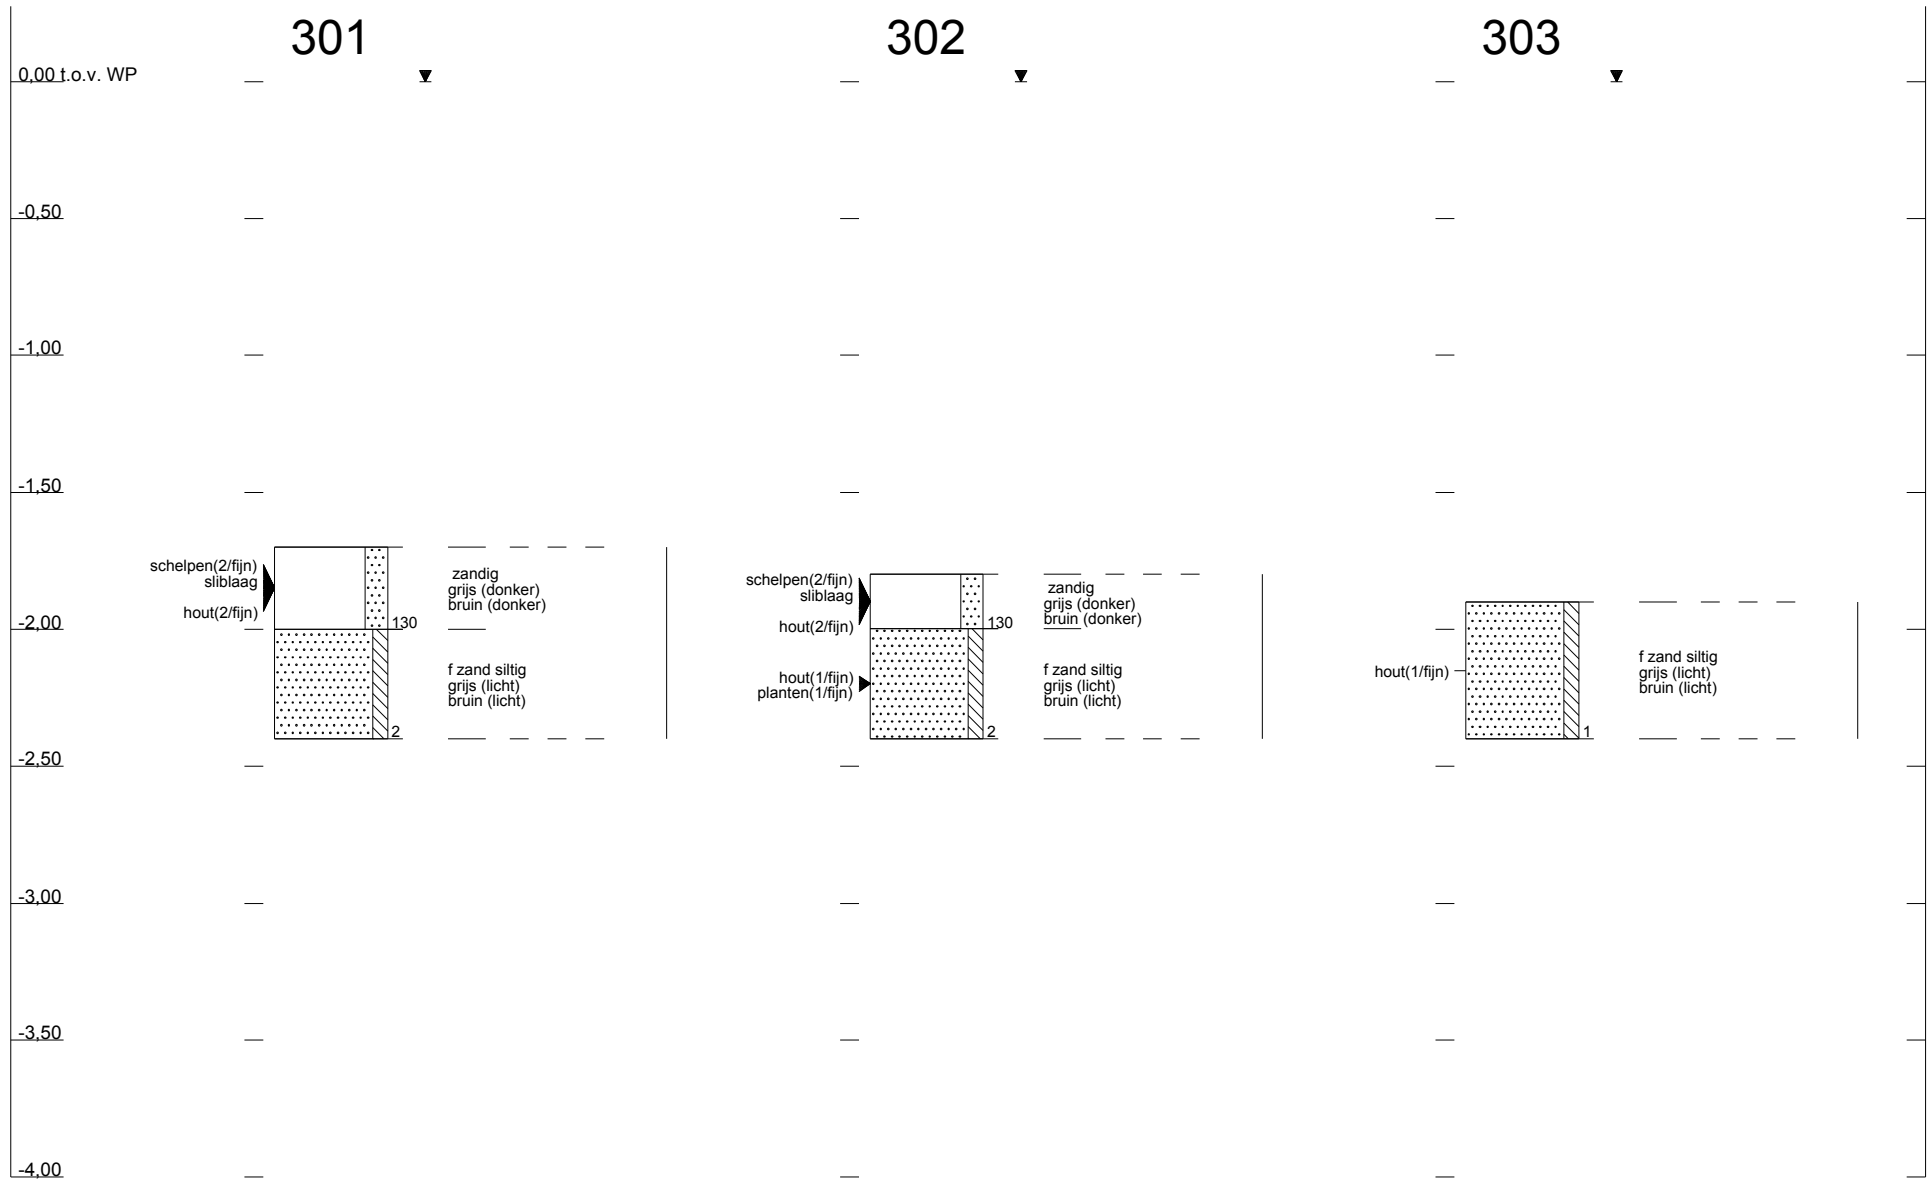 301
302
303
0,00 t.o.v. WP
-0,50
-1,00
-1,50
-2,00
-2,50
-3,00
-3,50
-4,00
schelpen(2/fijn)
sliblaag
hout(2/fijn)
130
2
zandig
grijs (donker)
bruin (donker)
f zand siltig
grijs (licht)
bruin (licht)
schelpen(2/fijn)
sliblaag
hout(2/fijn)
hout(1/fijn)
planten(1/fijn)
130
2
zandig
grijs (donker)
bruin (donker)
f zand siltig
grijs (licht)
bruin (licht)
hout(1/fijn)
1
f zand siltig
grijs (licht)
bruin (licht)